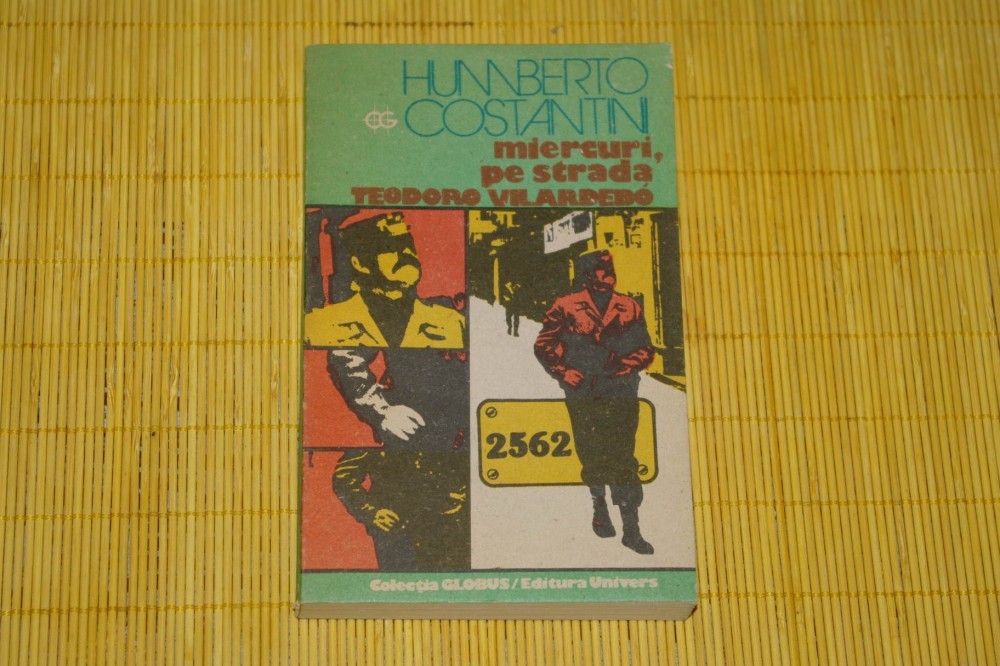 HUMBERTO
CG COSTANTINI
miercuri,
pe strada
TEODORO VILARDEBÓ
2562
Colecția GLOBUS/Editura Univers